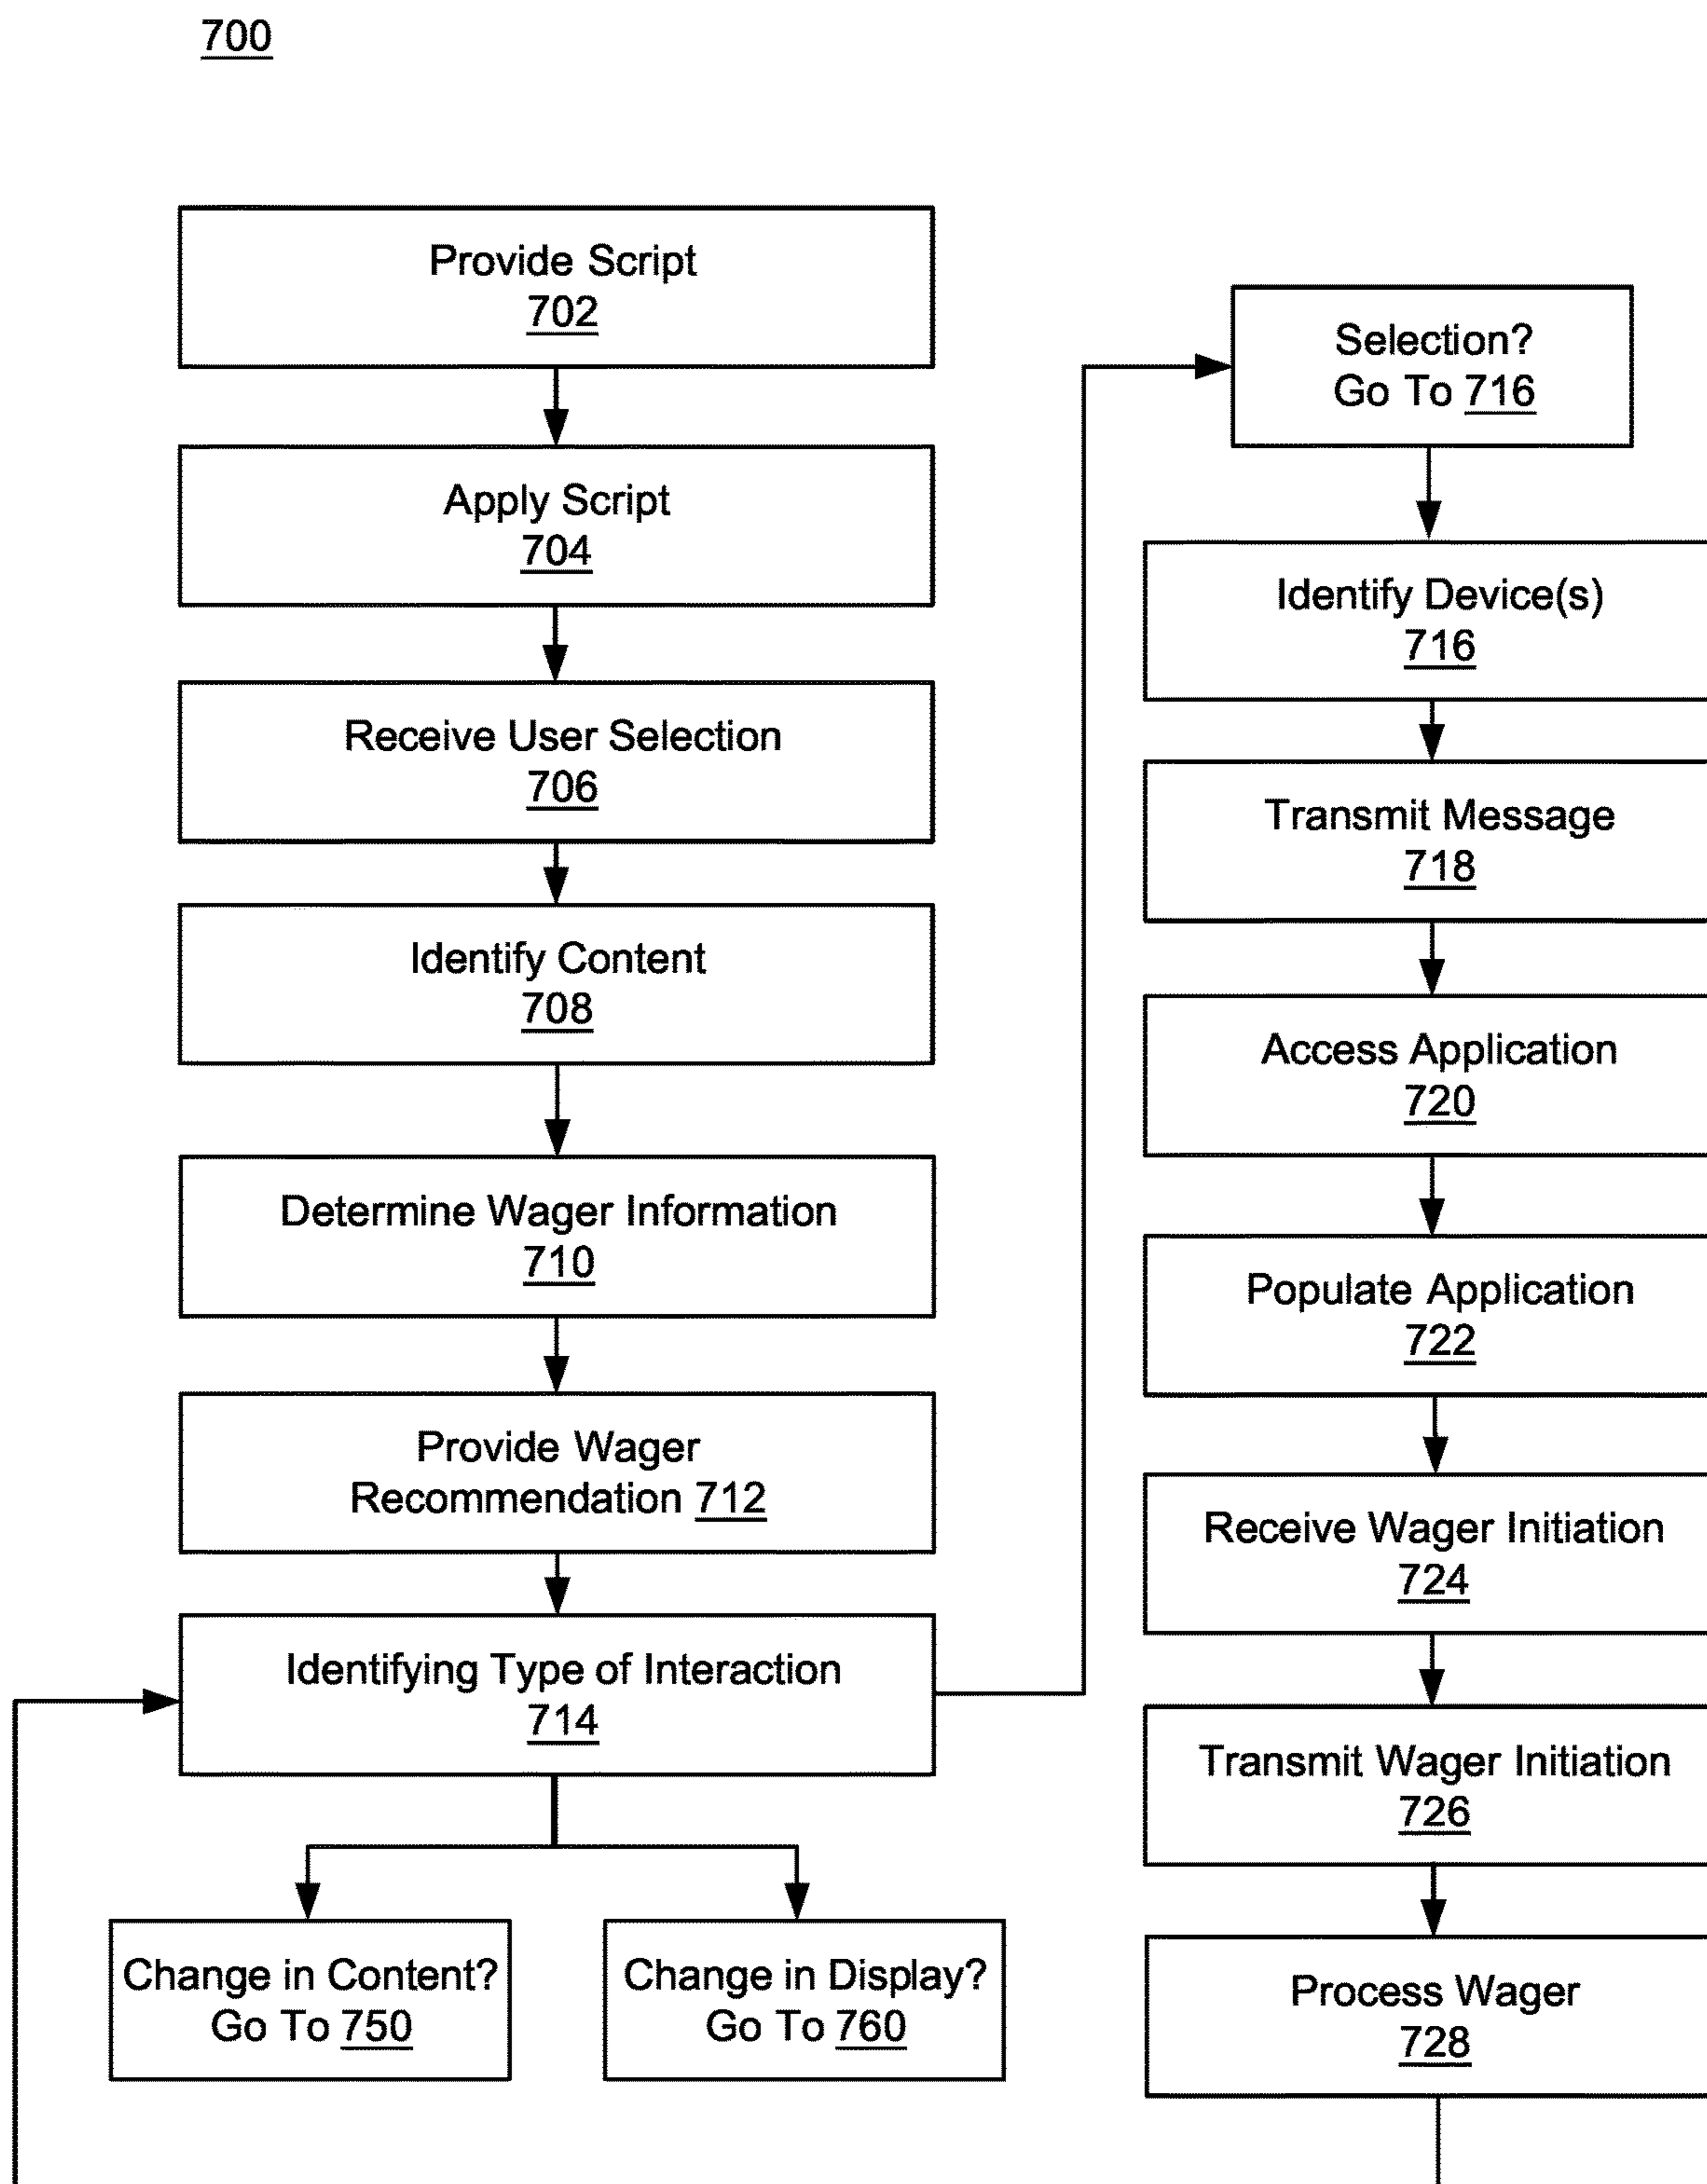 700
Provide Script
702
Apply Script
704
Receive User Selection
706
Identify Content
708
Determine Wager Information
710
Provide Wager
Recommendation 712
Identifying Type of Interaction
714
Change in Content?
Go To 750
Change in Display?
Go To 760
Selection?
Go To 716
Identify Device(s)
716
Transmit Message
718
Access Application
720
Populate Application
722
Receive Wager Initiation
724
Transmit Wager Initiation
726
Process Wager
728